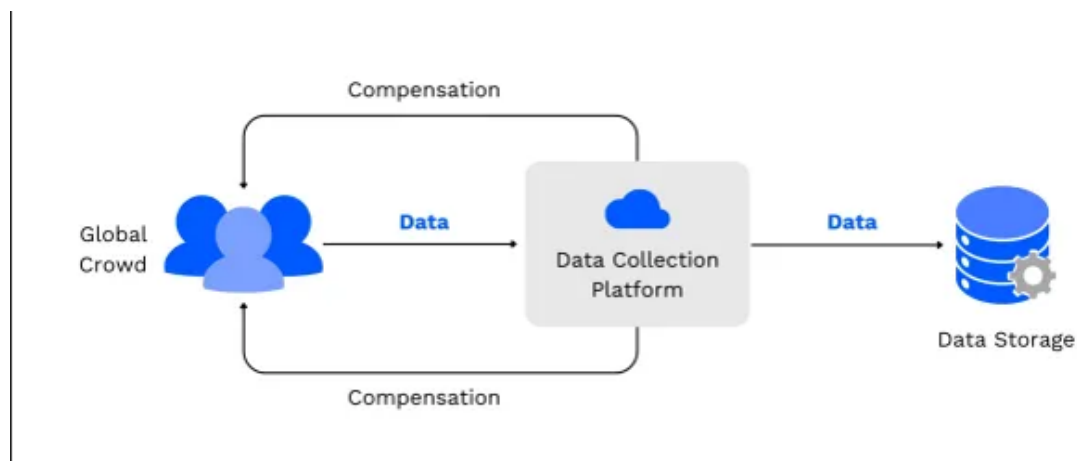 Compensation
Global
Crowd
Data
Data Collection
Platform
Data
Data Storage
Compensation